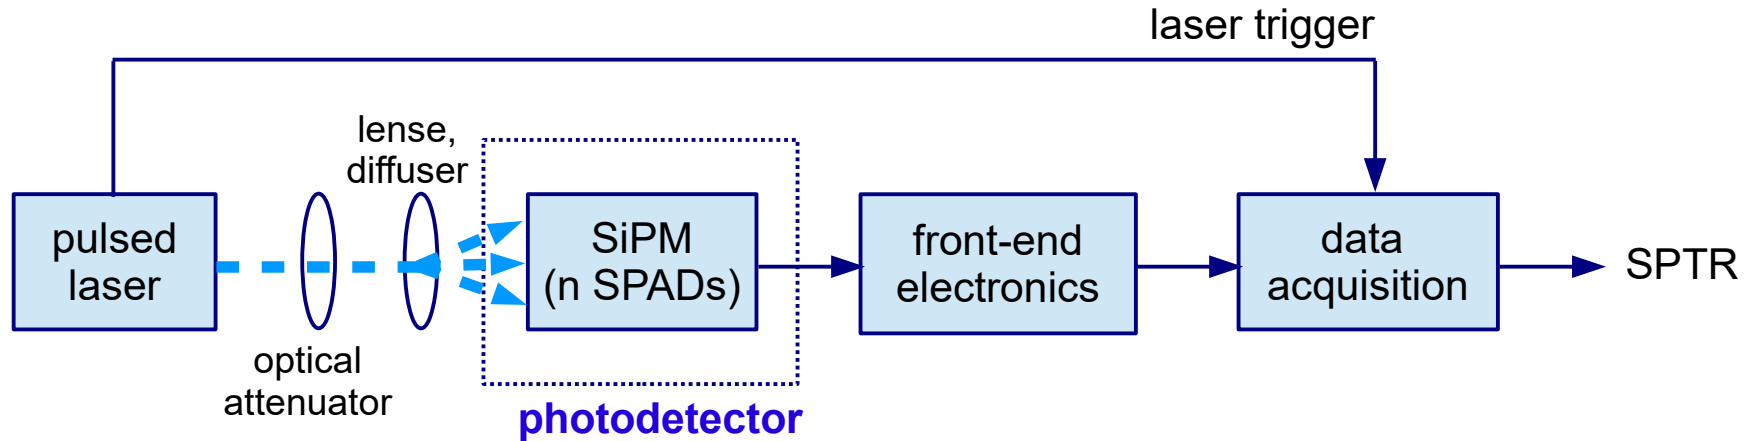 laser trigger
lense,
diffuser
pulsed
laser
SiPM
(n SPADs)
front-end
electronics
data
acquisition
SPTR
optical
attenuator
photodetector